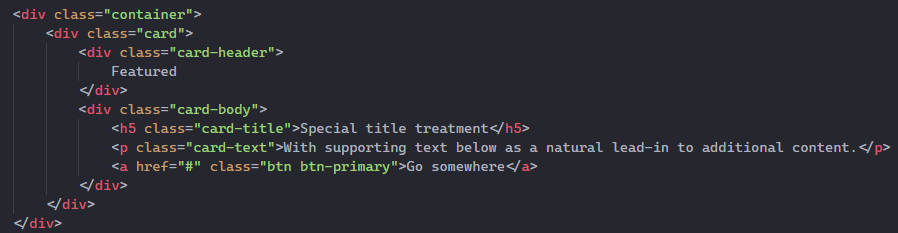 <div class="container">
    <div class="card">
        <div class="card-header">
            Featured
        </div>
        <div class="card-body">
            <h5 class="card-title">Special title treatment</h5>
            <p class="card-text">With supporting text below as a natural lead-in to additional content.</p>
            <a href="#" class="btn btn-primary">Go somewhere</a>
        </div>
    </div>
</div>